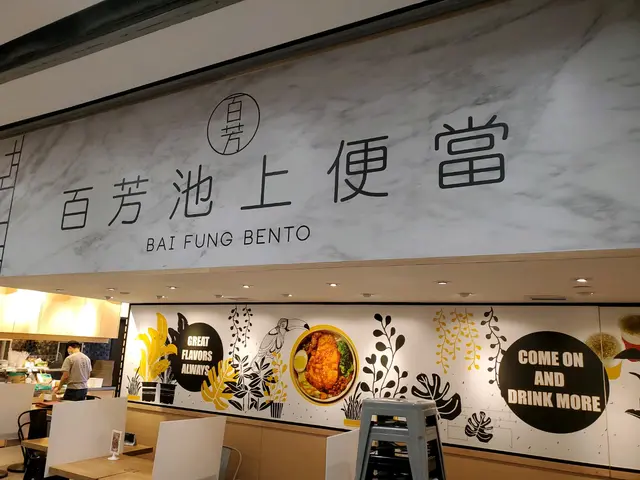 百芳
百芳池上便當
BAI FUNG BENTO
GREAT
FLAVORS
ALWAYS
COME ON
AND
DRINK MORE